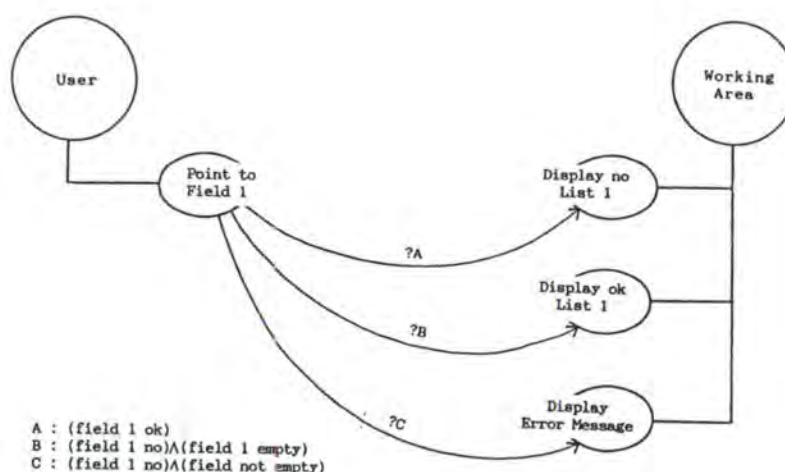 User
Working
Area
Point to
Field 1
Display no
List 1
?A
Display ok
List 1
?B
Display
Error Message
?C
A : (field 1 ok)
B : (field 1 no)Λ(field 1 empty)
C : (field 1 no)Λ(field not empty)